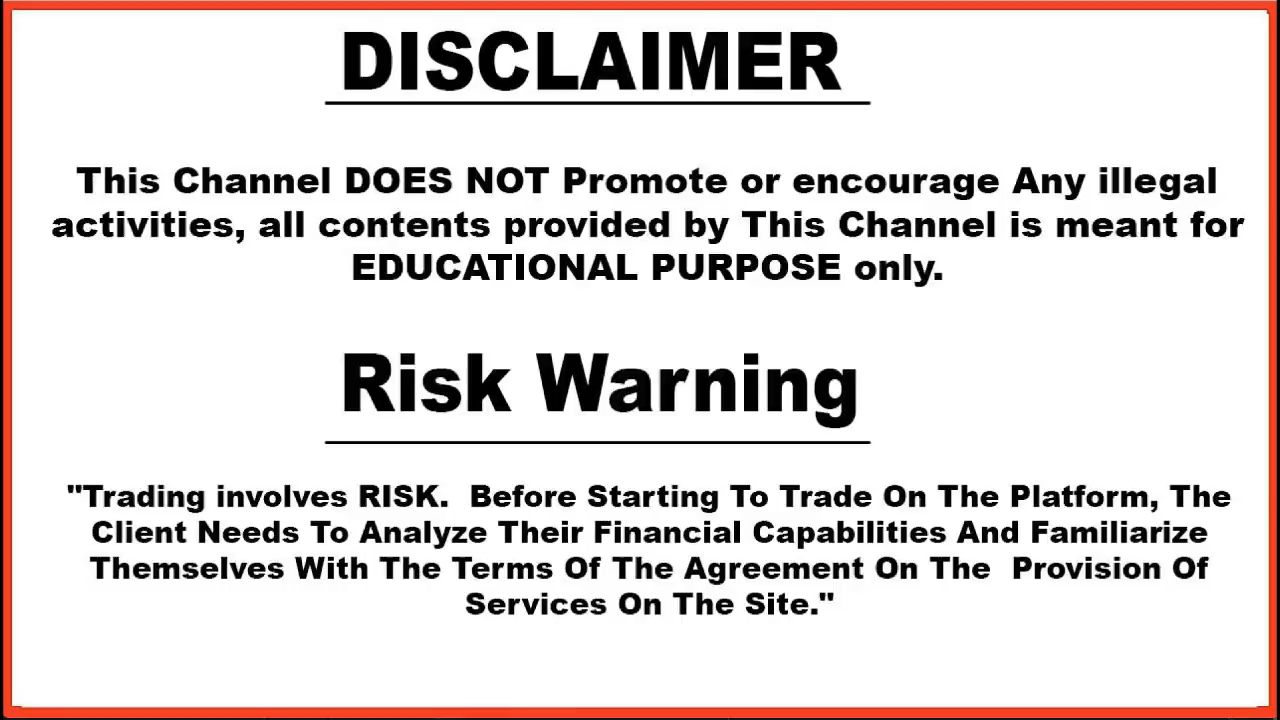 DISCLAIMER
This Channel DOES NOT Promote or encourage Any illegal
activities, all contents provided by This Channel is meant for
EDUCATIONAL PURPOSE only.
Risk Warning
"Trading involves RISK.  Before Starting To Trade On The Platform, The
Client Needs To Analyze Their Financial Capabilities And Familiarize
Themselves With The Terms Of The Agreement On The  Provision Of
Services On The Site."